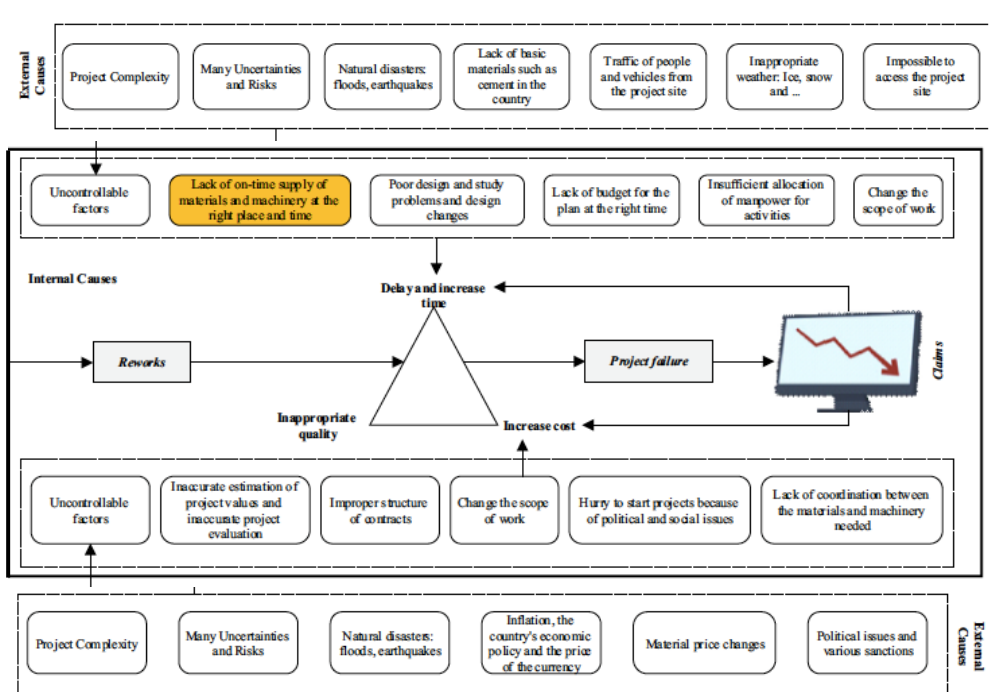 External
Causes
Project Complexity
Many Uncertainties
and Risks
Natural disasters:
floods, earthquakes
Lack of basic
materials such as
cement in the
country
Traffic of people
and vehicles from
the project site
Inappropriate
weather: Ice, snow
and ...
Impossible to
access the project
site
Uncontrollable
factors
Lack of on-time supply of
materials and machinery at the
right place and time
Poor design and study
problems and design
changes
Lack of budget for the
plan at the right time
Insufficient allocation
of manpower for
activities
Change the
scope of work
Internal Causes
Delay and increase
time
Reworks
Project failure
Claims
Inappropriate
quality
Increase cost
Uncontrollable
factors
Inaccurate estimation of
project values and
inaccurate project
evaluation
Improper structure
of contracts
Change the scope
of work
Hurry to start projects because
of political and social issues
Lack of coordination between
the materials and machinery
needed
Project Complexity
Many Uncertainties
and Risks
Natural disasters:
floods, earthquakes
Inflation, the
country's economic
policy and the price
of the currency
Material price changes
Political issues and
various sanctions
External
Causes